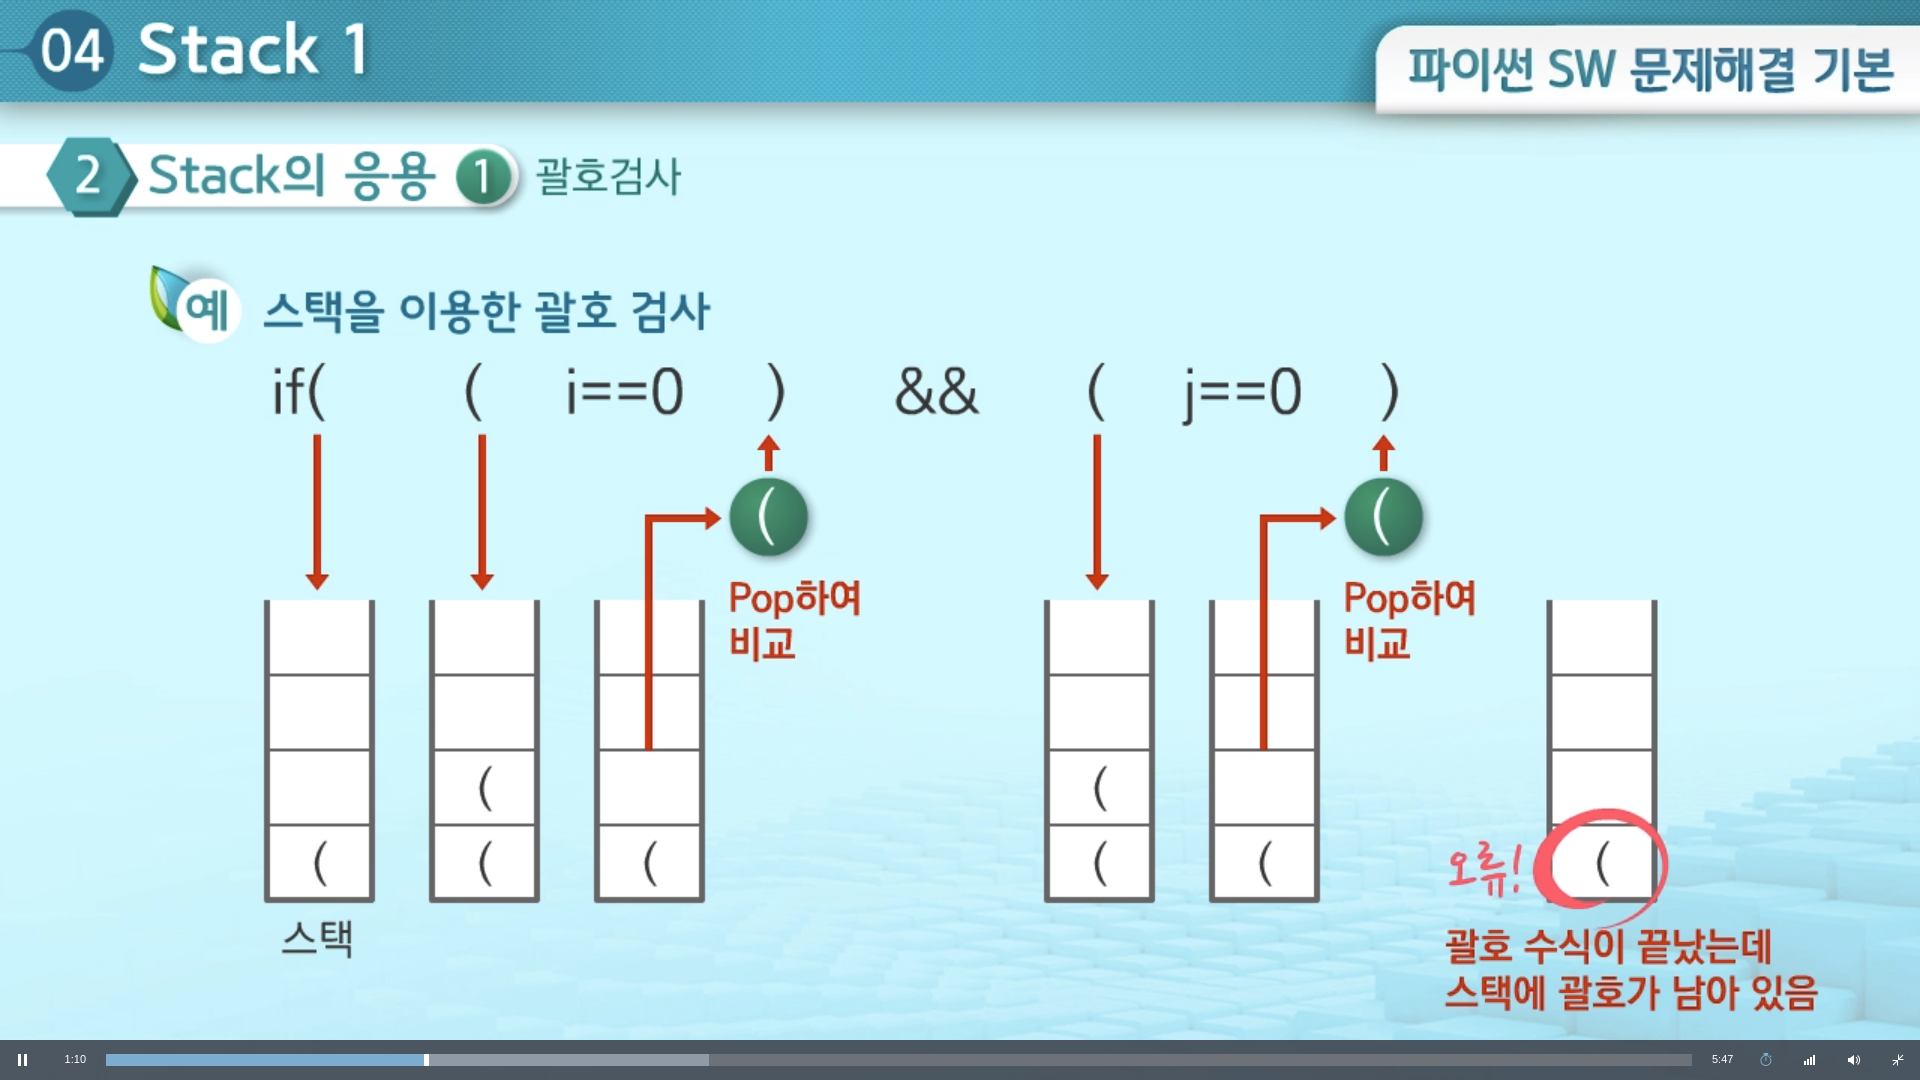 04 Stack 1
파이썬 SW 문제해결 기본
2 Stack의 응용 1 괄호검사
예 스택을 이용한 괄호 검사
if( ( i==0 ) && ( j==0 )
( (
Pop하여
비교
Pop하여
비교
( (
( ( ( ( ( 오류! (
스택
괄호 수식이 끝났는데
스택에 괄호가 남아 있음
1:10 5:47